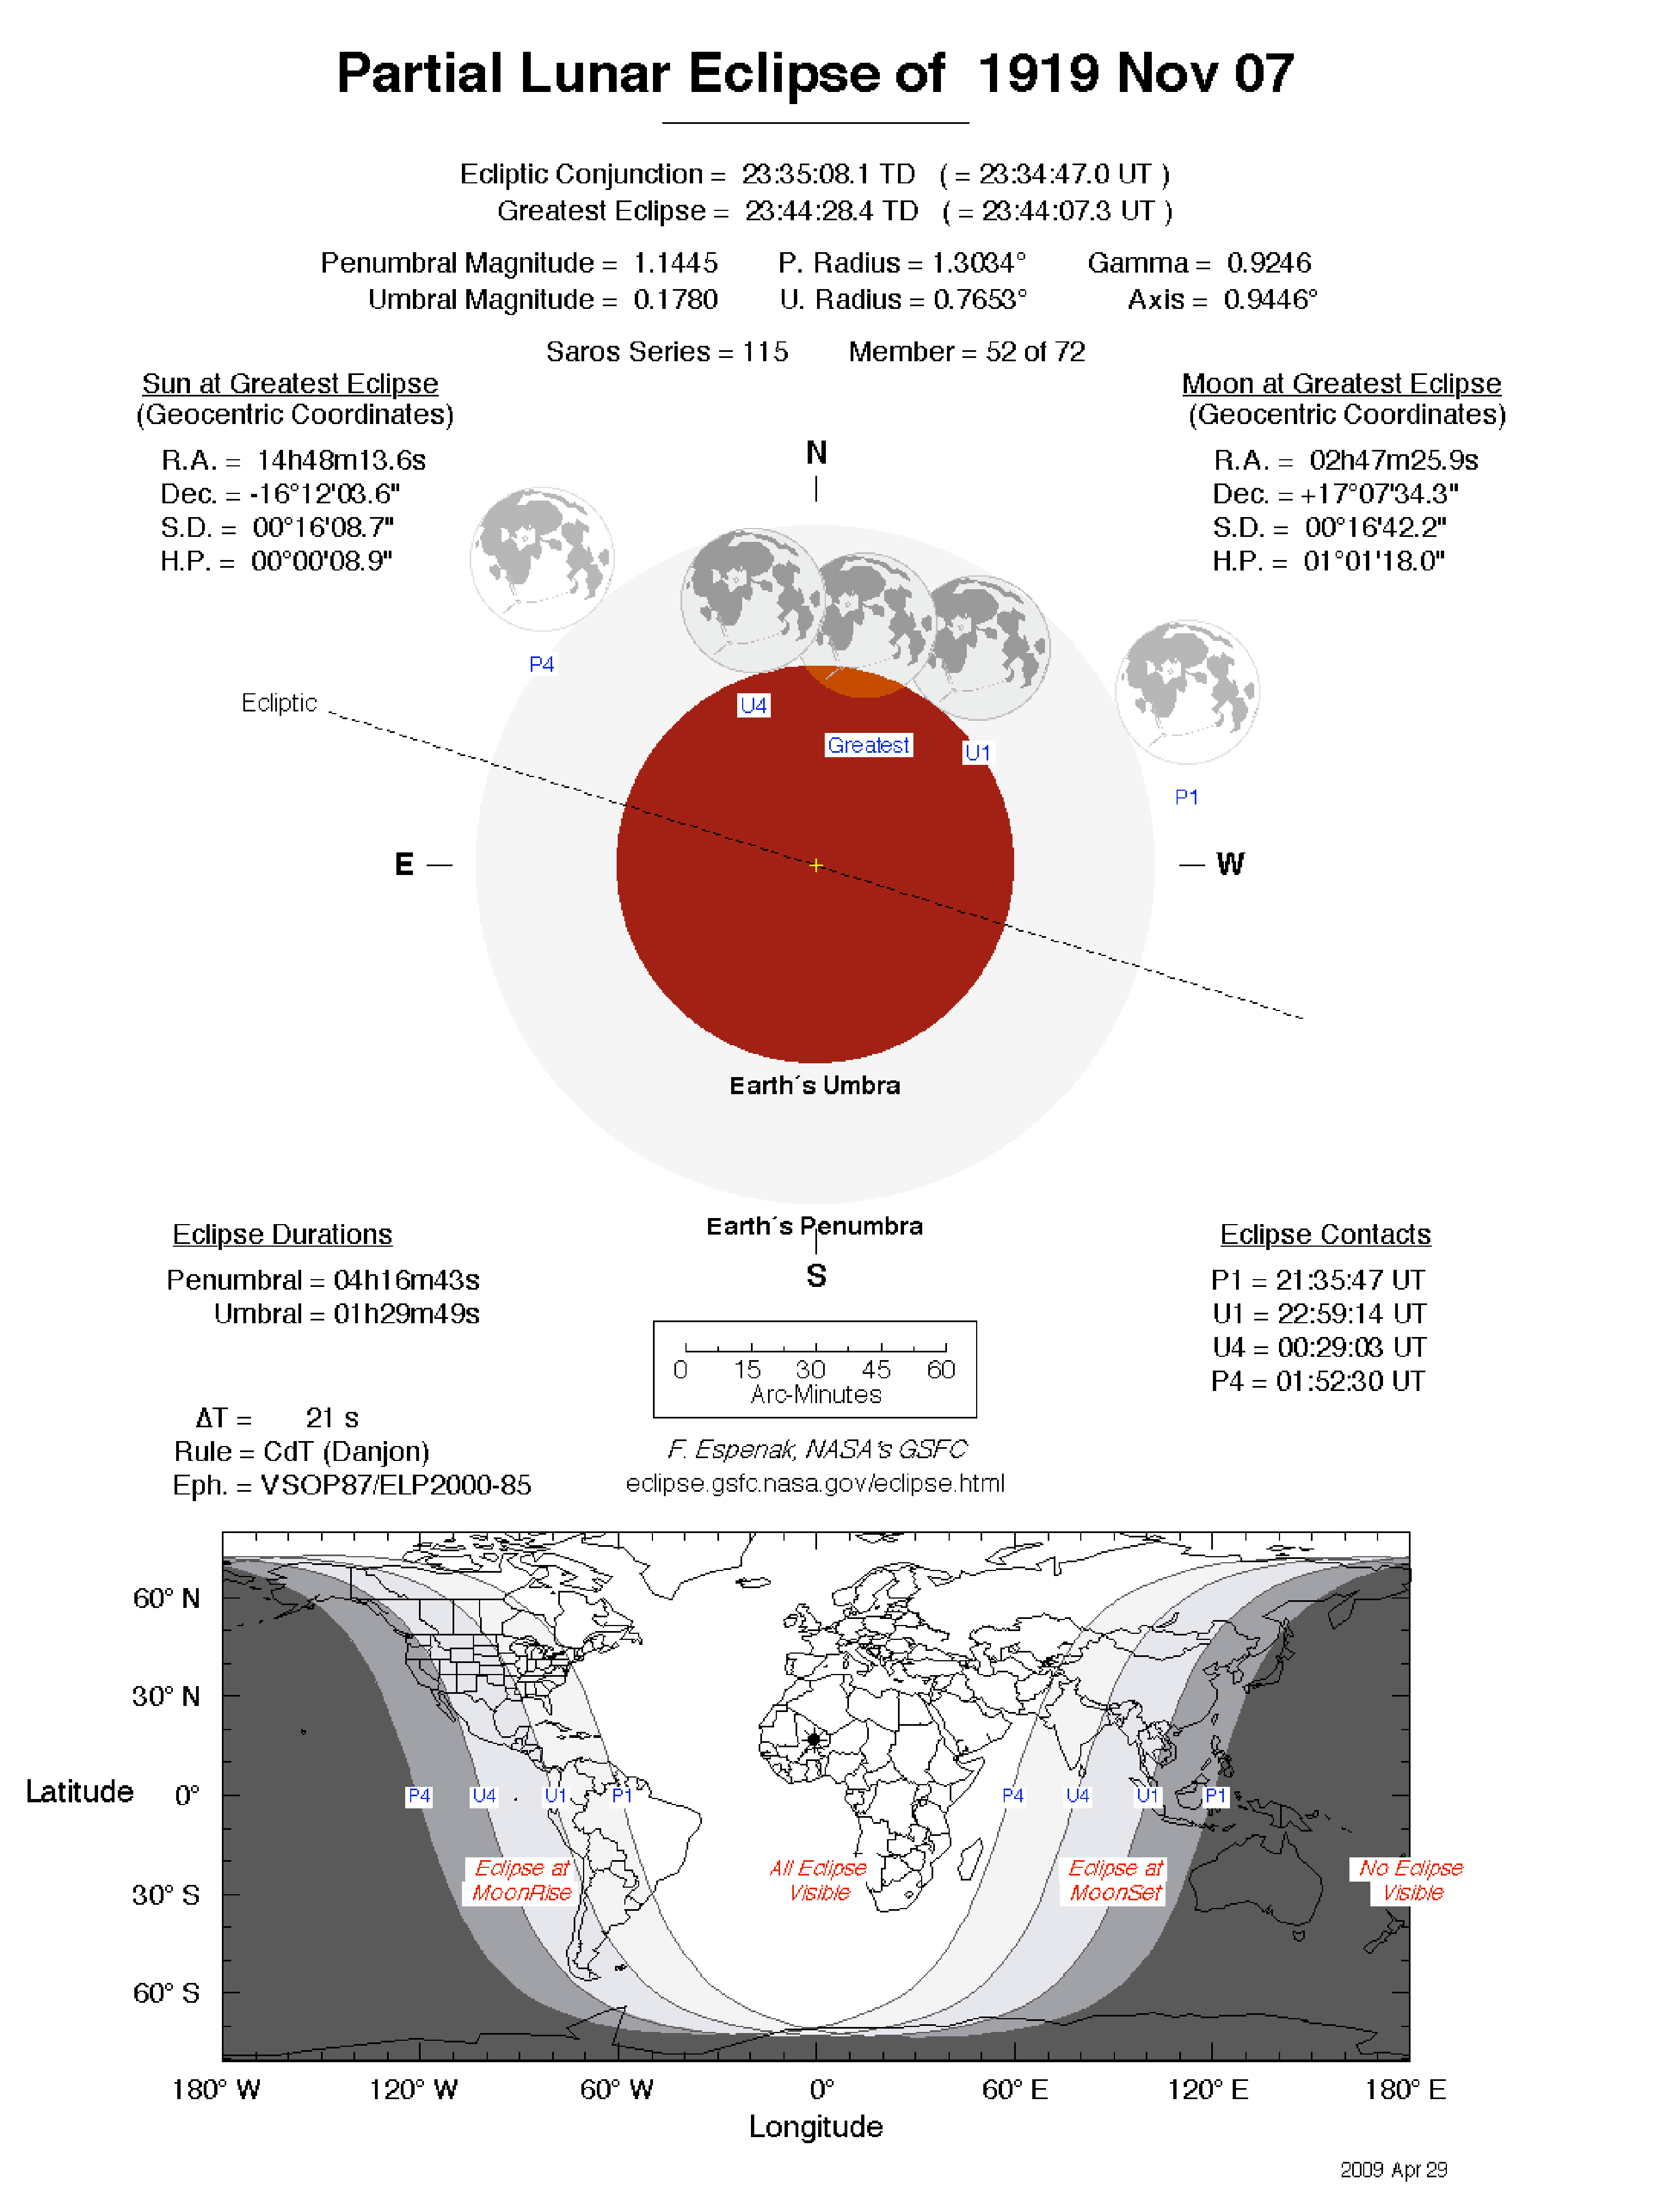 Partial Lunar Eclipse of 1919 Nov 07
Ecliptic Conjunction = 23:35:08.1 TD ( = 23:34:47.0 UT )
Greatest Eclipse = 23:44:28.4 TD ( = 23:44:07.3 UT )
Penumbral Magnitude = 1.1445 P. Radius = 1.3034° Gamma = 0.9246
Umbral Magnitude = 0.1780 U. Radius = 0.7653° Axis = 0.9446°
Saros Series = 115 Member = 52 of 72
Sun at Greatest Eclipse
(Geocentric Coordinates)
R.A. = 14h48m13.6s
Dec. = -16°12'03.6"
S.D. = 00°16'08.7"
H.P. = 00°00'08.9"
Moon at Greatest Eclipse
(Geocentric Coordinates)
R.A. = 02h47m25.9s
Dec. = +17°07'34.3"
S.D. = 00°16'42.2"
H.P. = 01°01'18.0"
N
P4
Ecliptic
U4
Greatest
U1
P1
E
W
Earth´s Umbra
Earth´s Penumbra
S
Eclipse Durations
Penumbral = 04h16m43s
Umbral = 01h29m49s
Eclipse Contacts
P1 = 21:35:47 UT
U1 = 22:59:14 UT
U4 = 00:29:03 UT
P4 = 01:52:30 UT
0 15 30 45 60
Arc-Minutes
ΔT = 21 s
Rule = CdT (Danjon)
Eph. = VSOP87/ELP2000-85
F. Espenak, NASA's GSFC
eclipse.gsfc.nasa.gov/eclipse.html
60° N
30° N
Latitude 0°
30° S
60° S
P4 U4 U1 P1 P4 U4 U1 P1
Eclipse at
MoonRise
All Eclipse
Visible
Eclipse at
MoonSet
No Eclipse
Visible
180° W 120° W 60° W 0° 60° E 120° E 180° E
Longitude
2009 Apr 29